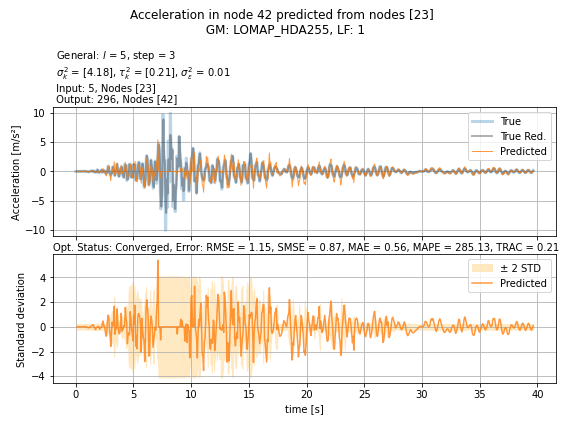 Acceleration in node 42 predicted from nodes [23]
GM: LOMAP_HDA255, LF: 1
General: l = 5, step = 3
σ²ₖ = [4.18], τ²ₖ = [0.21], σ²ε = 0.01
Input: 5, Nodes [23]
Output: 296, Nodes [42]
Acceleration [m/s²]
10
5
0
−5
−10
True
True Red.
Predicted
Opt. Status: Converged, Error: RMSE = 1.15, SMSE = 0.87, MAE = 0.56, MAPE = 285.13, TRAC = 0.21
Standard deviation
4
2
0
−2
−4
± 2 STD
Predicted
0 5 10 15 20 25 30 35 40
time [s]